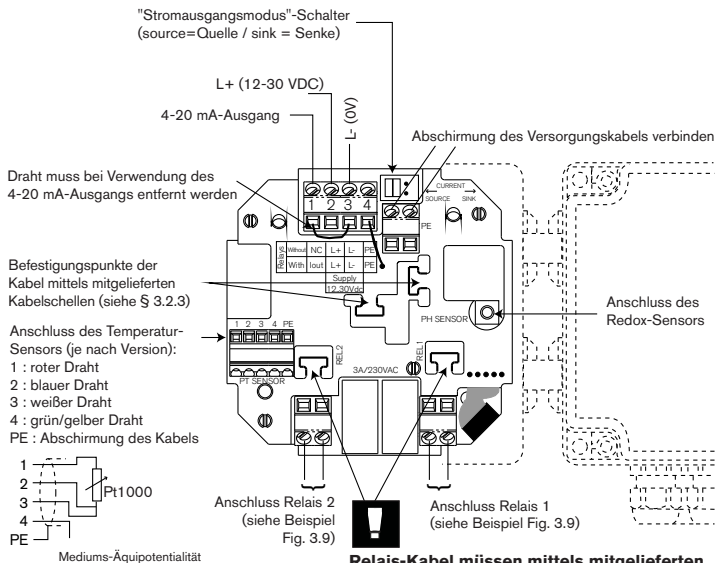 "Stromausgangsmodus"-Schalter
(source=Quelle / sink = Senke)
L+ (12-30 VDC)
4-20 mA-Ausgang
L- (0V)
Abschirmung des Versorgungskabels verbinden
Draht muss bei Verwendung des
4-20 mA-Ausgangs entfernt werden
1 2 3 4
CURRENT
SOURCE SINK
PE
Relays Without NC L+ L- PE
With Iout L+ L- PE
Supply
12..30Vdc
Befestigungspunkte der
Kabel mittels mitgelieferten
Kabelschellen (siehe § 3.2.3)
PH SENSOR
Anschluss des
Redox-Sensors
Anschluss des Temperatur-
Sensors (je nach Version):
1 : roter Draht
2 : blauer Draht
3 : weißer Draht
4 : grün/gelber Draht
PE : Abschirmung des Kabels
1 2 3 4 PE
PT SENSOR
REL2
3A/230VAC
REL1
1
2
3
4
PE
Pt1000
Mediums-Äquipotentialität
Anschluss Relais 2
(siehe Beispiel
Fig. 3.9)
Anschluss Relais 1
(siehe Beispiel Fig. 3.9)
Relais-Kabel müssen mittels mitgelieferten